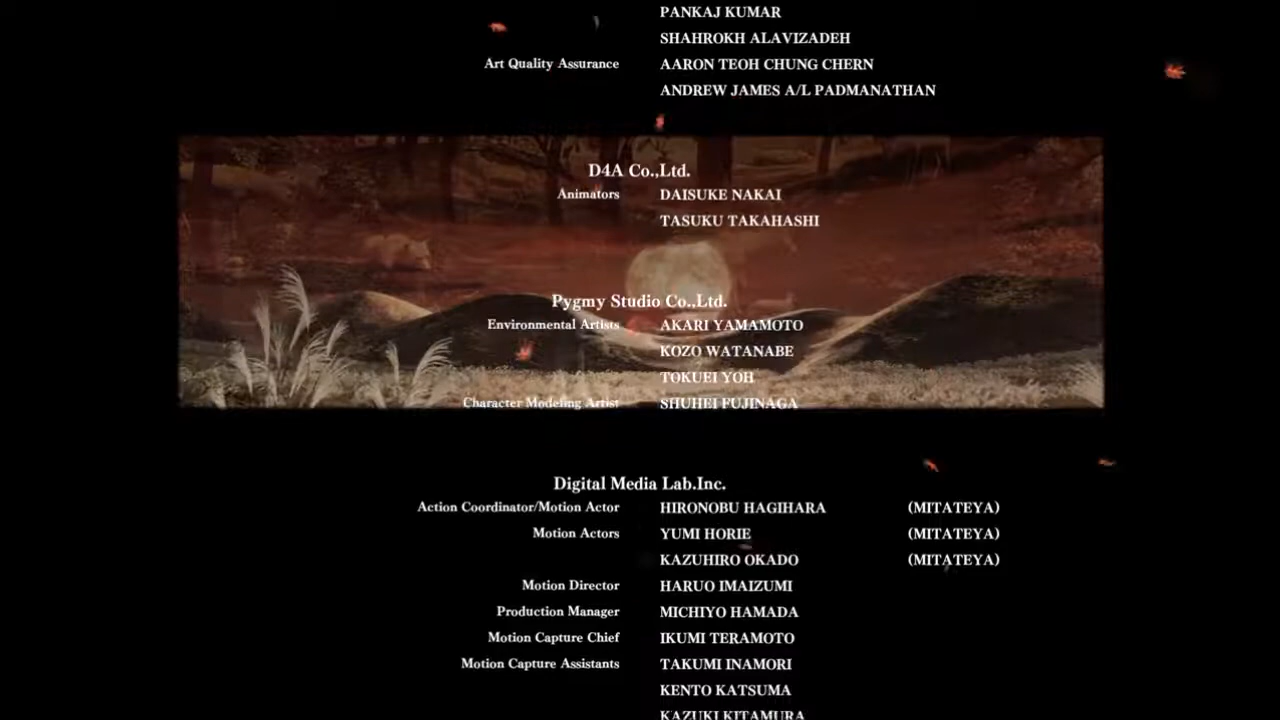 PANKAJ KUMAR
SHAHROKH ALAVIZADEH
Art Quality Assurance AARON TEOH CHUNG CHERN
ANDREW JAMES A/L PADMANATHAN
D4A Co.,Ltd.
Animators DAISUKE NAKAI
TASUKU TAKAHASHI
Pygmy Studio Co.,Ltd.
Environmental Artists AKARI YAMAMOTO
KOZO WATANABE
TOKUEI YOH
Character Modeling Artist SHUHEI FUJINAGA
Digital Media Lab.Inc.
Action Coordinator/Motion Actor HIRONOBU HAGIHARA (MITATEYA)
Motion Actors YUMI HORIE (MITATEYA)
KAZUHIRO OKADO (MITATEYA)
Motion Director HARUO IMAIZUMI
Production Manager MICHIYO HAMADA
Motion Capture Chief IKUMI TERAMOTO
Motion Capture Assistants TAKUMI INAMORI
KENTO KATSUMA
KAZUKI KITAMURA